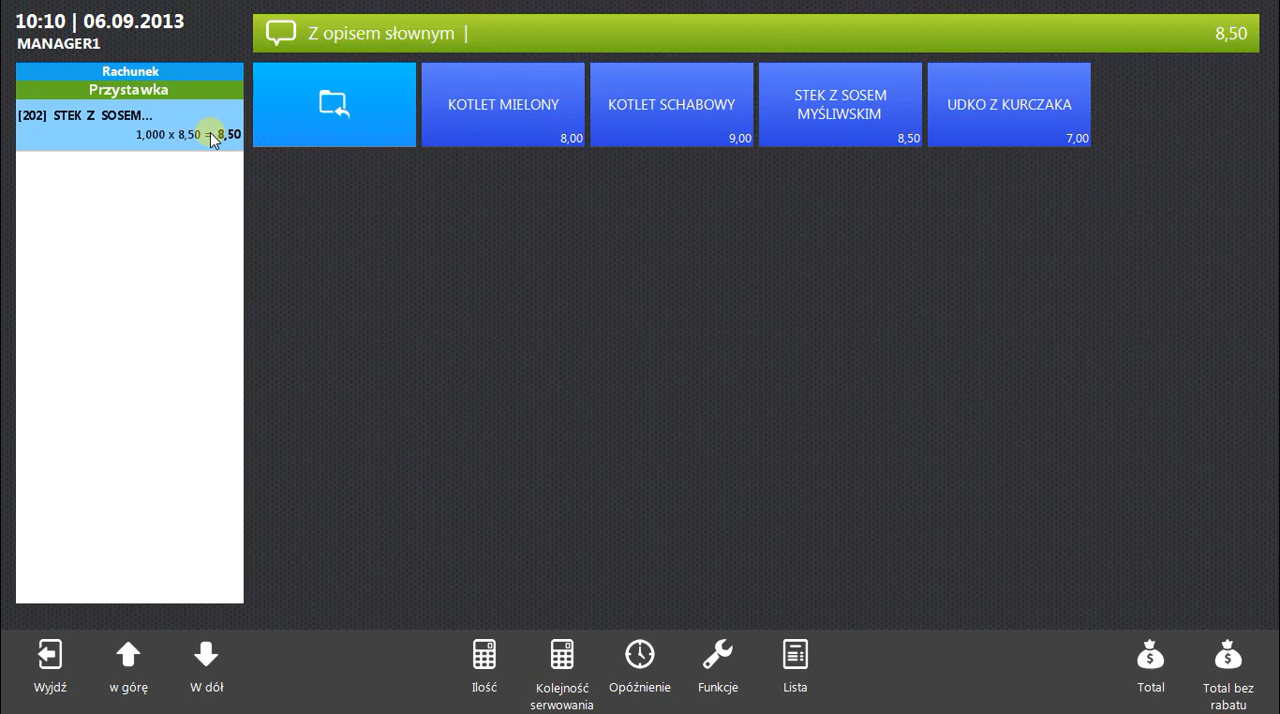 10:10 | 06.09.2013
MANAGER1
Z opisem słownym
8,50
Rachunek
Przystawka
[202] STEK Z SOSEM...
1,000 x 8,50 = 8,50
KOTLET MIELONY
8,00
KOTLET SCHABOWY
9,00
STEK Z SOSEM
MYŚLIWSKIM
8,50
UDKO Z KURCZAKA
7,00
Wyjdź
w górę
W dół
Ilość
Kolejność
serwowania
Opóźnienie
Funkcje
Lista
Total
Total bez
rabatu